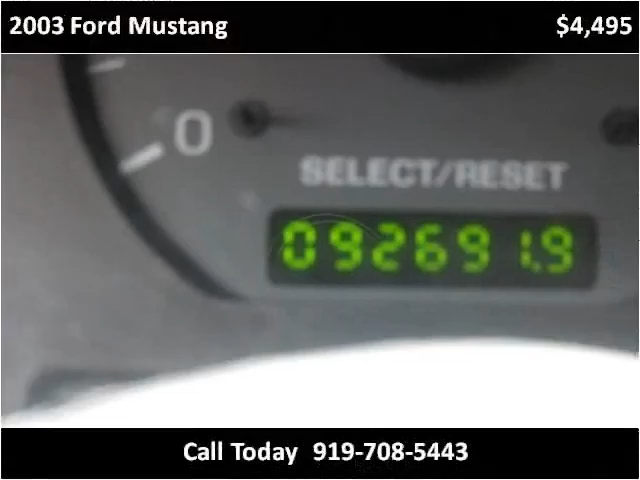 2003 Ford Mustang $4,495
0
SELECT/RESET
092691.9
Call Today 919-708-5443